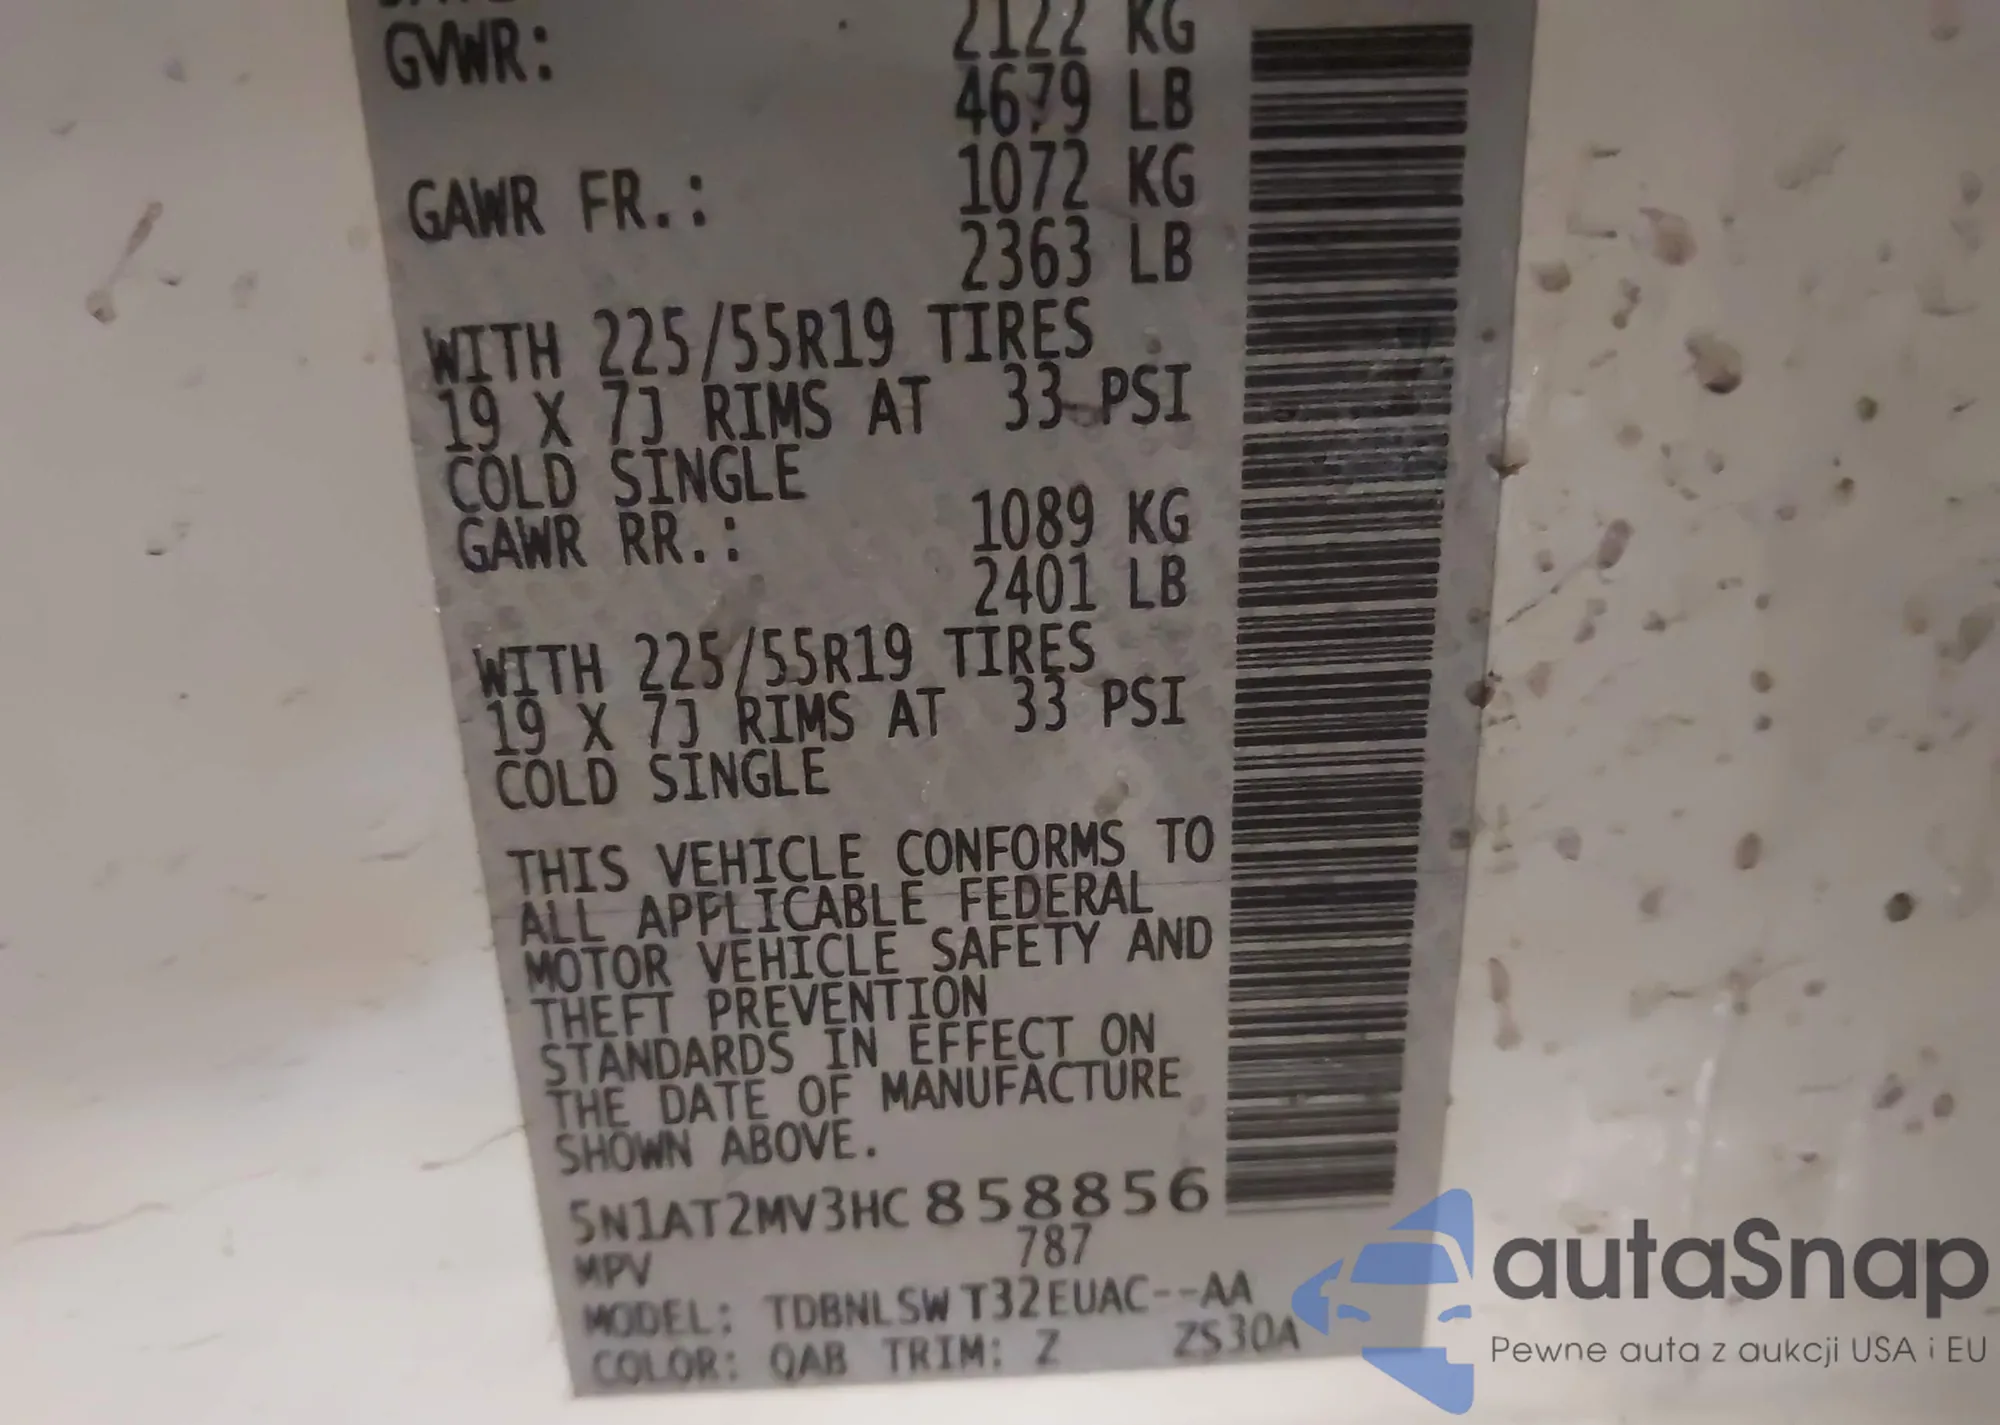 GVWR: 2122 KG
4679 LB
GAWR FR.: 1072 KG
2363 LB
WITH 225/55R19 TIRES
19 X 7J RIMS AT 33 PSI
COLD SINGLE
GAWR RR.: 1089 KG
2401 LB
WITH 225/55R19 TIRES
19 X 7J RIMS AT 33 PSI
COLD SINGLE
THIS VEHICLE CONFORMS TO
ALL APPLICABLE FEDERAL
MOTOR VEHICLE SAFETY AND
THEFT PREVENTION
STANDARDS IN EFFECT ON
THE DATE OF MANUFACTURE
SHOWN ABOVE.
5N1AT2MV3HC858856
MPV 787
MODEL: TDBNLSW T32EUAC--AA
COLOR: QAB TRIM: Z ZS30A
autaSnap
Pewne auta z aukcji USA i EU